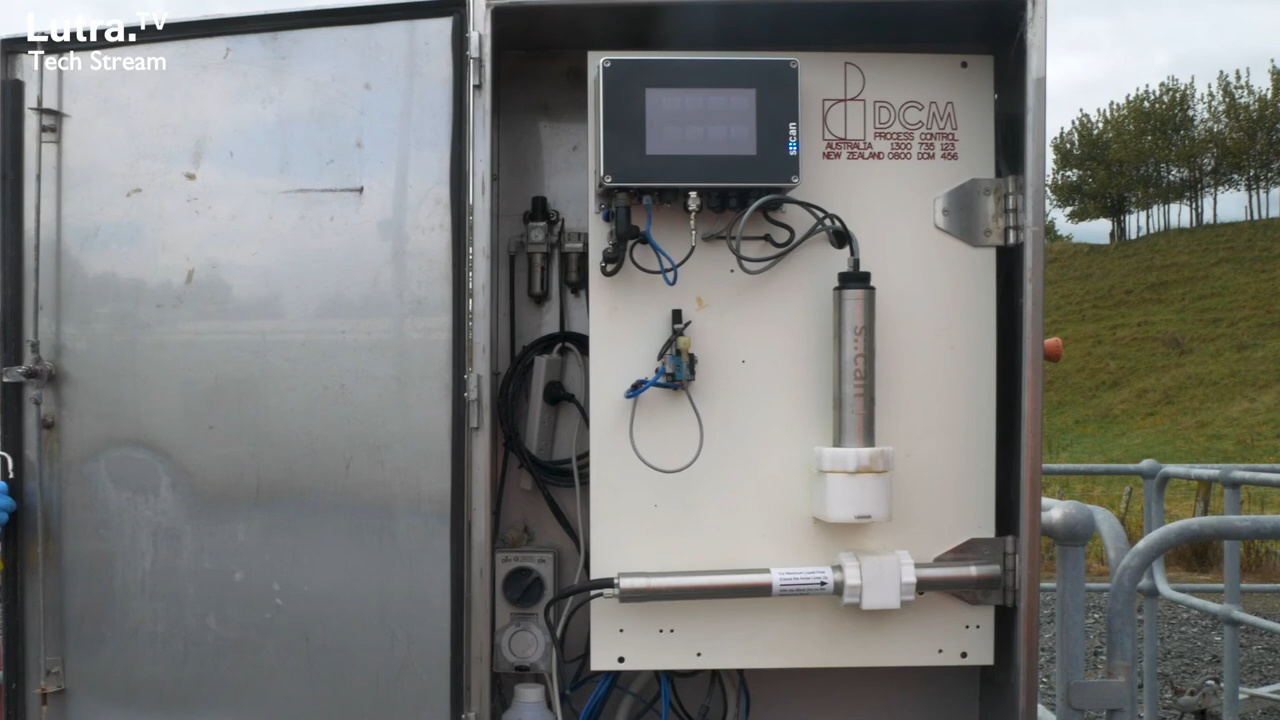 Lutra.TV
Tech Stream
s::can
DCM
PROCESS CONTROL
AUSTRALIA 1300 735 123
NEW ZEALAND 0800 DCM 456
s::can